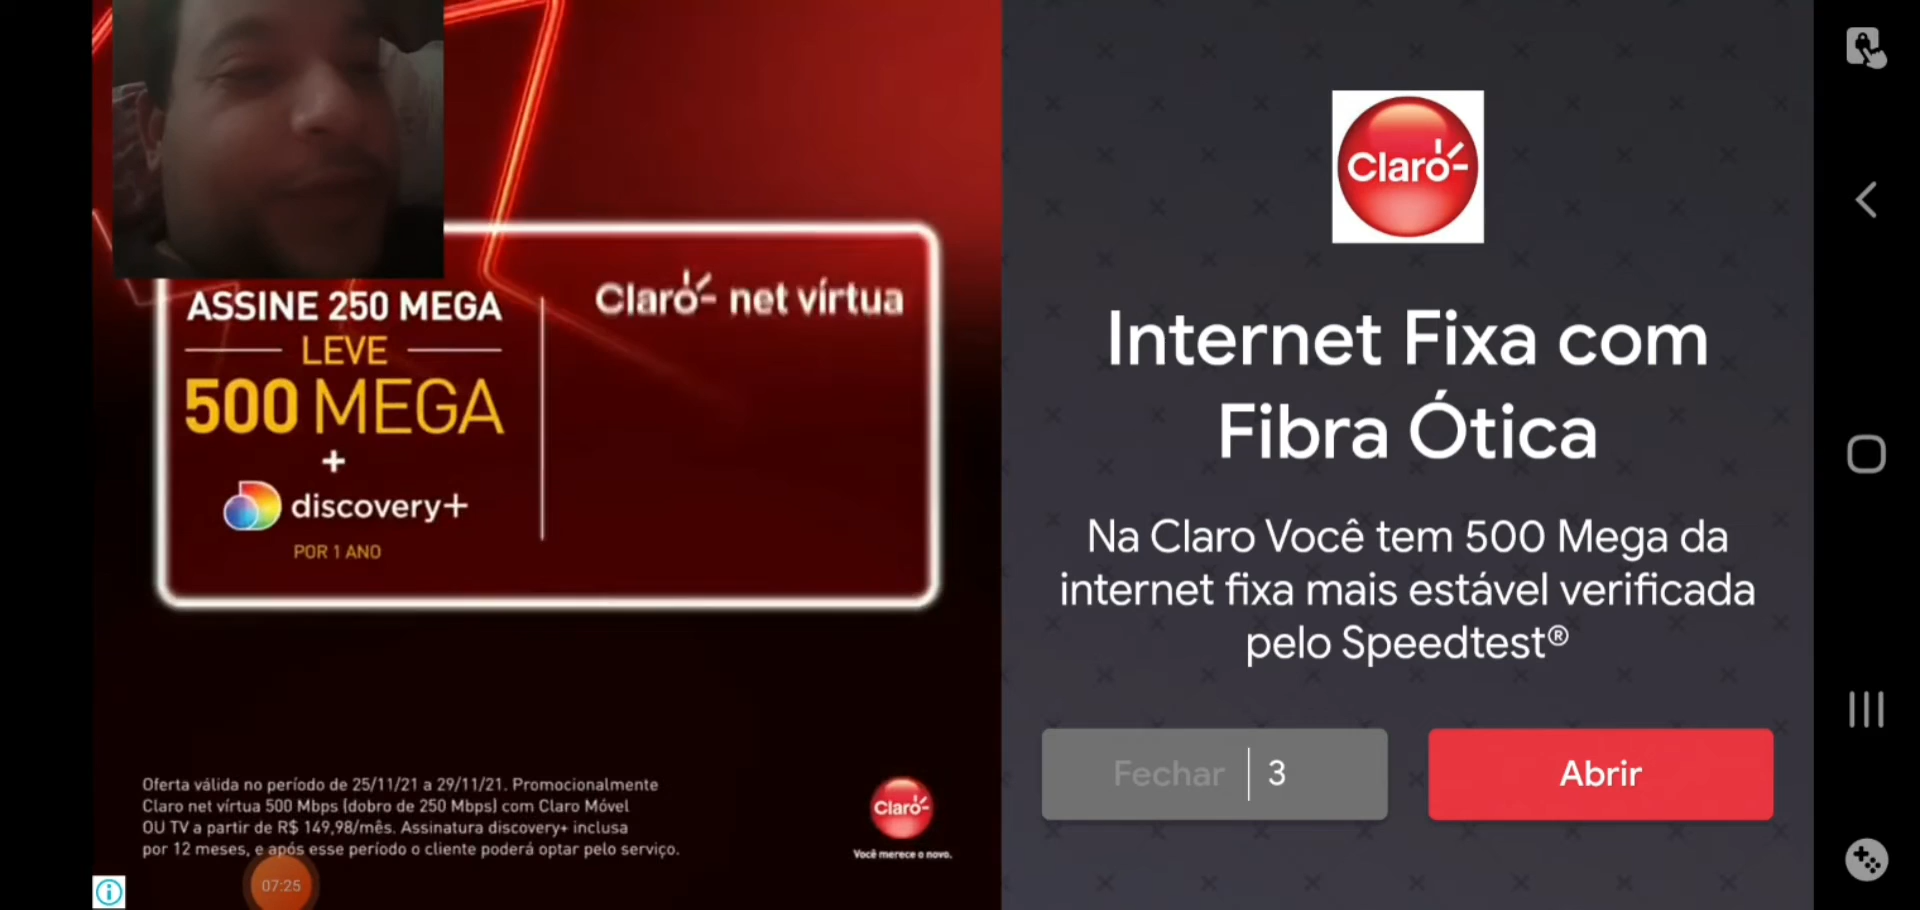 ASSINE 250 MEGA
LEVE
500 MEGA
+
discovery+
POR 1 ANO
Claro net vírtua
Oferta válida no período de 25/11/21 a 29/11/21. Promocionalmente
Claro net vírtua 500 Mbps (dobro de 250 Mbps) com Claro Móvel
OU TV a partir de R$ 149,98/mês. Assinatura discovery+ inclusa
por 12 meses, e após esse período o cliente poderá optar pelo serviço.
Claro
Você merece o novo.
07:25
Claro
Internet Fixa com
Fibra Ótica
Na Claro Você tem 500 Mega da
internet fixa mais estável verificada
pelo Speedtest®
Fechar | 3
Abrir